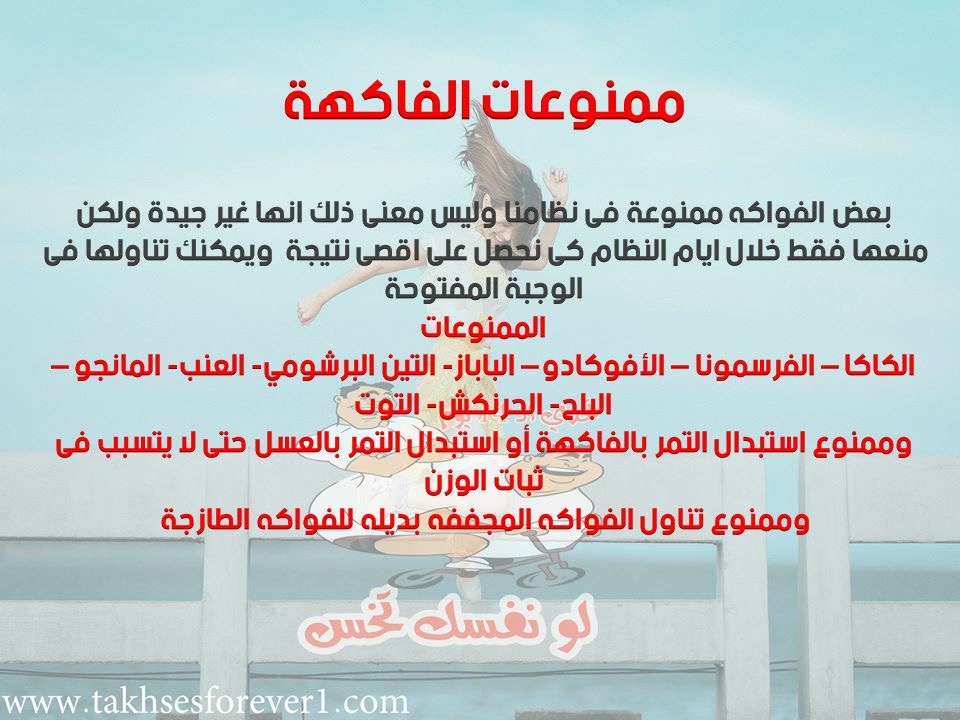 ممنوعات الفاكهة
بعض الفواكه ممنوعة فى نظامنا وليس معنى ذلك انها غير جيدة ولكن
منعها فقط خلال ايام النظام كى نحصل على اقصى نتيجة ويمكنك تناولها فى
الوجبة المفتوحة
الممنوعات
الكاكا – الفرسمونا – الأفوكادو – الباباز- التين البرشومي- العنب- المانجو –
البلح- الحرنكش- التوت
وممنوع استبدال التمر بالفاكهة أو استبدال التمر بالعسل حتى لا يتسبب فى
ثبات الوزن
وممنوع تناول الفواكه المجففه بديله للفواكه الطازجة
لو نفسك تخس
www.takhsesforever1.com